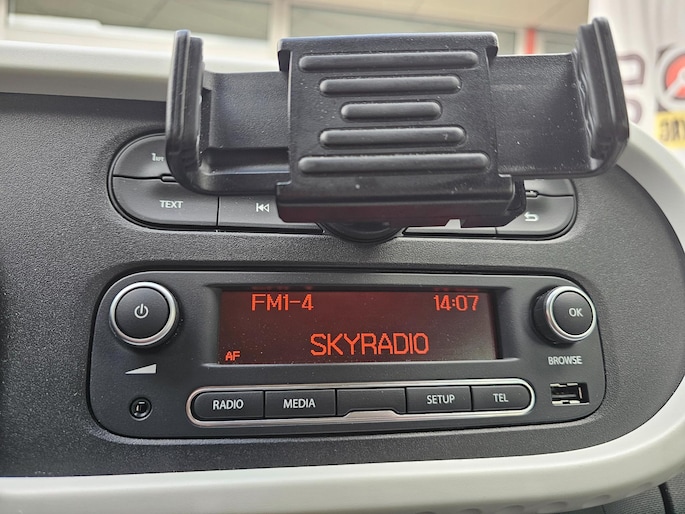 TEXT
FM1-4 14:07
AF SKYRADIO
OK
BROWSE
RADIO MEDIA SETUP TEL